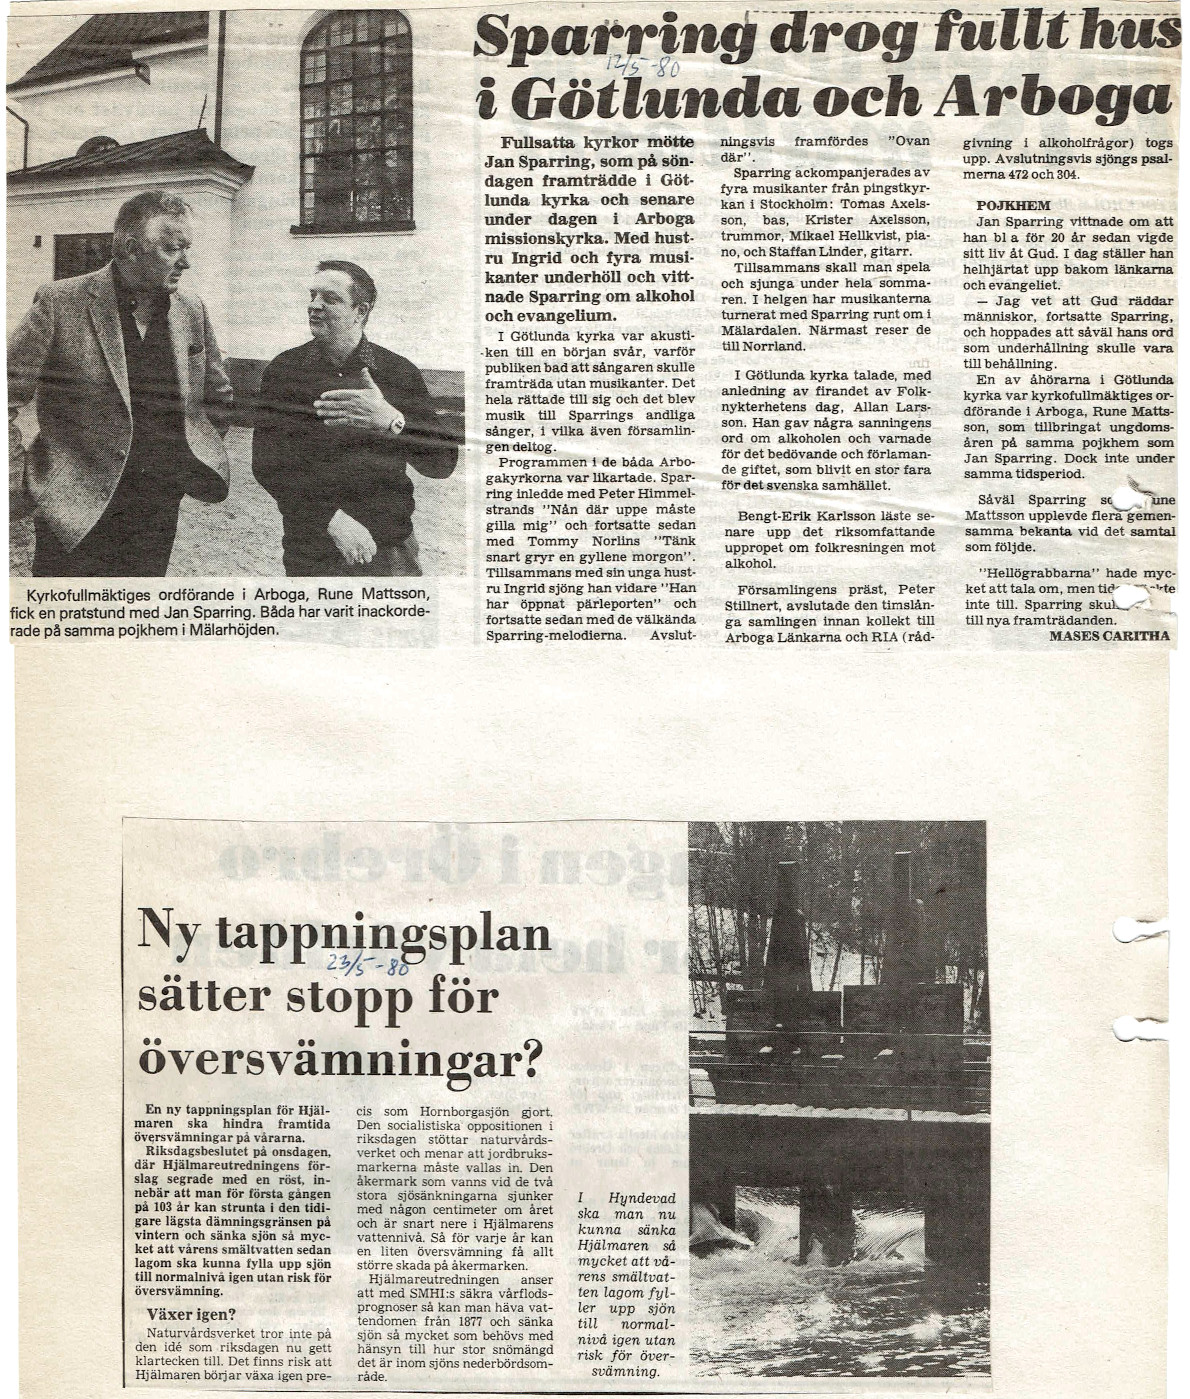 Sparring drog fullt hus
12/5-80
i Götlunda och Arboga
Fullsatta kyrkor mötte
Jan Sparring, som på sön-
dagen framträdde i Göt-
lunda kyrka och senare
under dagen i Arboga
missionskyrka. Med hust-
ru Ingrid och fyra musi-
kanter underhöll och vitt-
nade Sparring om alkohol
och evangelium.
I Götlunda kyrka var akusti-
ken till en början svår, varför
publiken bad att sångaren skulle
framträda utan musikanter. Det
hela rättade till sig och det blev
musik till Sparrings andliga
sånger, i vilka även församlin-
gen deltog.
Programmen i de båda Arbo-
gakyrkorna var likartade. Spar-
ring inledde med Peter Himmel-
strands "Nån där uppe måste
gilla mig" och fortsatte sedan
med Tommy Norlins "Tänk
snart gryr en gyllene morgon".
Tillsammans med sin unga hust-
ru Ingrid sjöng han vidare "Han
har öppnat pärleporten" och
fortsatte sedan med de välkända
Sparring-melodierna. Avslut-
ningsvis framfördes "Ovan
där".
Sparring ackompanjerades av
fyra musikanter från pingstkyr-
kan i Stockholm: Tomas Axels-
son, bas, Krister Axelsson,
trummor, Mikael Hellkvist, pia-
no, och Staffan Linder, gitarr.
Tillsammans skall man spela
och sjunga under hela somma-
ren. I helgen har musikanterna
turnerat med Sparring runt om i
Mälardalen. Närmast reser de
till Norrland.
I Götlunda kyrka talade, med
anledning av firandet av Folk-
nykterhetens dag, Allan Lars-
son. Han gav några sanningens
ord om alkoholen och varnade
för det bedövande och förlaman-
de giftet, som blivit en stor fara
för det svenska samhället.
Bengt-Erik Karlsson läste se-
nare upp det riksomfattande
uppropet om folkresningen mot
alkohol.
Församlingens präst, Peter
Stillnert, avslutade den timslån-
ga samlingen innan kollekt till
Arboga Länkarna och RIA (råd-
givning i alkoholfrågor) togs
upp. Avslutningsvis sjöngs psal-
merna 472 och 304.
POJKHEM
Jan Sparring vittnade om att
han bl a för 20 år sedan vigde
sitt liv åt Gud. I dag ställer han
helhjärtat upp bakom länkarna
och evangeliet.
— Jag vet att Gud räddar
människor, fortsatte Sparring,
och hoppades att såväl hans ord
som underhållning skulle vara
till behållning.
En av åhörarna i Götlunda
kyrka var kyrkofullmäktiges or-
dförande i Arboga, Rune Matts-
son, som tillbringat ungdoms-
åren på samma pojkhem som
Jan Sparring. Dock inte under
samma tidsperiod.
Såväl Sparring so une
Mattsson upplevde flera gemen-
samma bekanta vid det samtal
som följde.
"Hellögrabbarna" hade myc-
ket att tala om, men tid kte
inte till. Sparring skul
till nya framträdanden.
MASES CARITHA
Kyrkofullmäktiges ordförande i Arboga, Rune Mattsson,
fick en pratstund med Jan Sparring. Båda har varit inackorde-
rade på samma pojkhem i Mälarhöjden.
Ny tappningsplan
23/5-80
sätter stopp för
översvämningar?
En ny tappningsplan för Hjäl-
maren ska hindra framtida
översvämningar på vårarna.
Riksdagsbeslutet på onsdagen,
där Hjälmareutredningens för-
slag segrade med en röst, in-
nebär att man för första gången
på 103 år kan strunta i den tidi-
gare lägsta dämningsgränsen på
vintern och sänka sjön så myc-
ket att vårens smältvatten sedan
lagom ska kunna fylla upp sjön
till normalnivå igen utan risk för
översvämning.
Växer igen?
Naturvårdsverket tror inte på
den idé som riksdagen nu gett
klartecken till. Det finns risk att
Hjälmaren börjar växa igen pre-
cis som Hornborgasjön gjort.
Den socialistiska oppositionen i
riksdagen stöttar naturvårds-
verket och menar att jordbruks-
markerna måste vallas in. Den
åkermark som vanns vid de två
stora sjösänkningarna sjunker
med någon centimeter om året
och är snart nere i Hjälmarens
vattennivå. Så för varje år kan
en liten översvämning få allt
större skada på åkermarken.
Hjälmareutredningen anser
att med SMHI:s säkra vårflods-
prognoser så kan man häva vat-
tendomen från 1877 och sänka
sjön så mycket som behövs med
hänsyn till hur stor snömängd
det är inom sjöns nederbördsom-
råde.
I Hyndevad
ska man nu
kunna sänka
Hjälmaren så
mycket att vå-
rens smältvat-
ten lagom fyl-
ler upp sjön
till normal-
nivå igen utan
risk för över-
svämning.